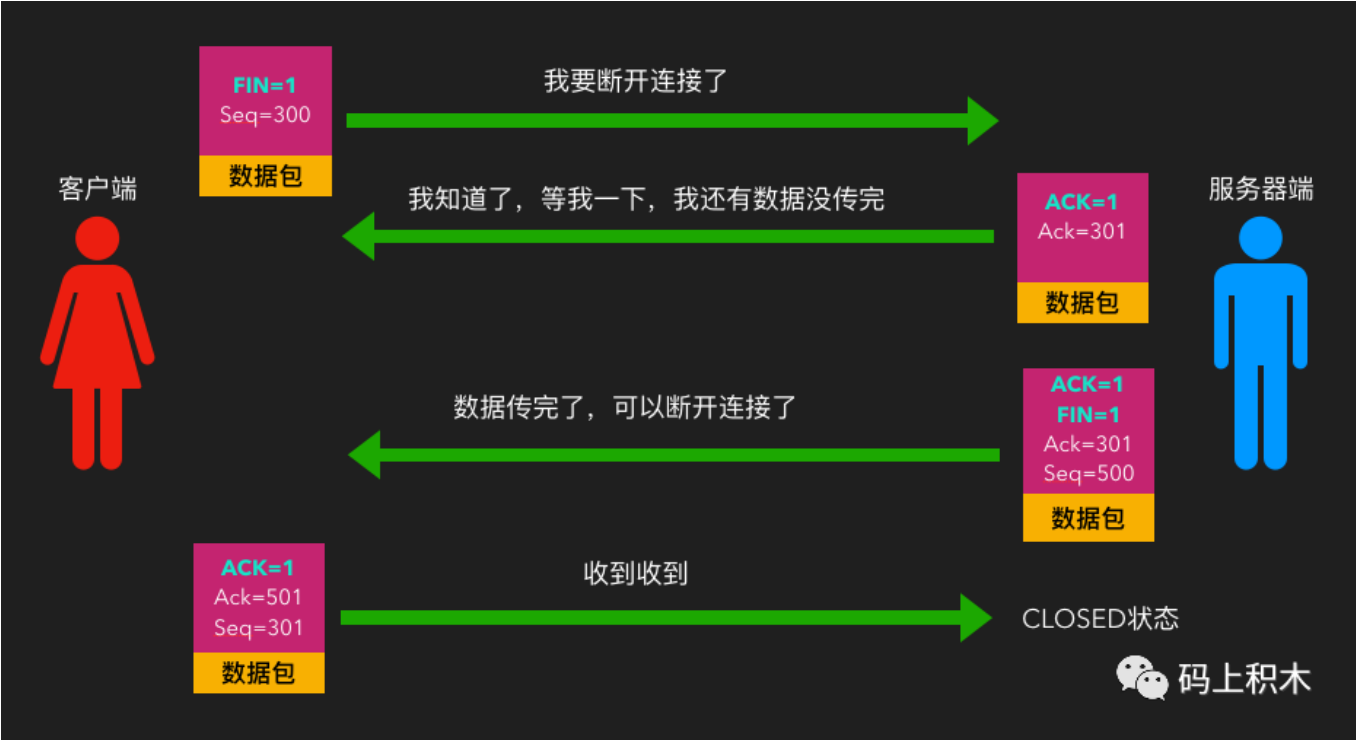 FIN=1
Seq=300
数据包
我要断开连接了
客户端
服务器端
我知道了，等我一下，我还有数据没传完
ACK=1
Ack=301
数据包
数据传完了，可以断开连接了
ACK=1
FIN=1
Ack=301
Seq=500
数据包
ACK=1
Ack=501
Seq=301
数据包
收到收到
CLOSED状态
码上积木